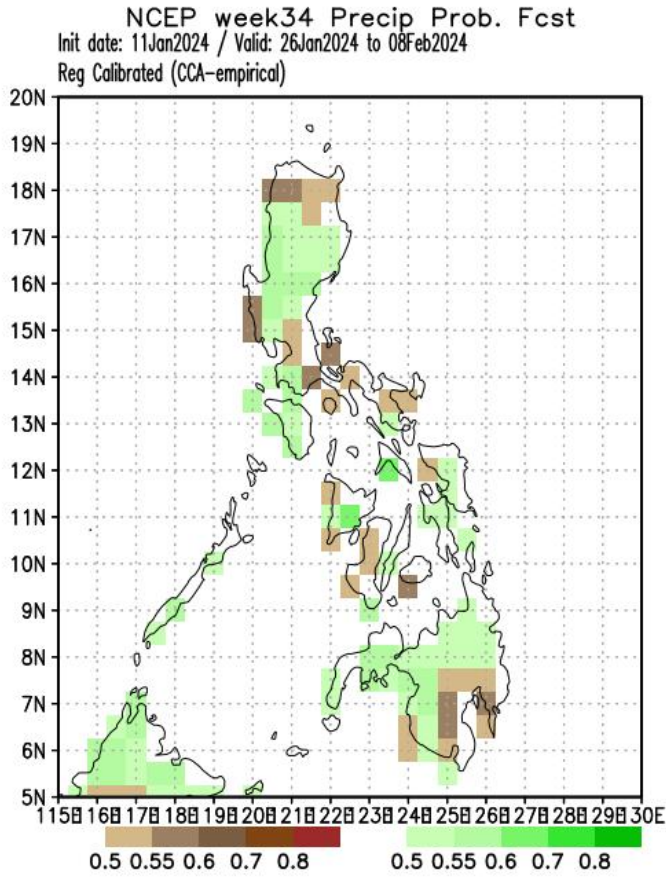 NCEP week34 Precip Prob. Fcst
Init date: 11Jan2024 / Valid: 26Jan2024 to 08Feb2024
Reg Calibrated (CCA-empirical)
20N
19N
18N
17N
16N
15N
14N
13N
12N
11N
10N
9N
8N
7N
6N
5N
115E 116E 117E 118E 119E 120E 121E 122E 123E 124E 125E 126E 127E 128E 129E 130E
0.5 0.55 0.6 0.7 0.8 0.5 0.55 0.6 0.7 0.8